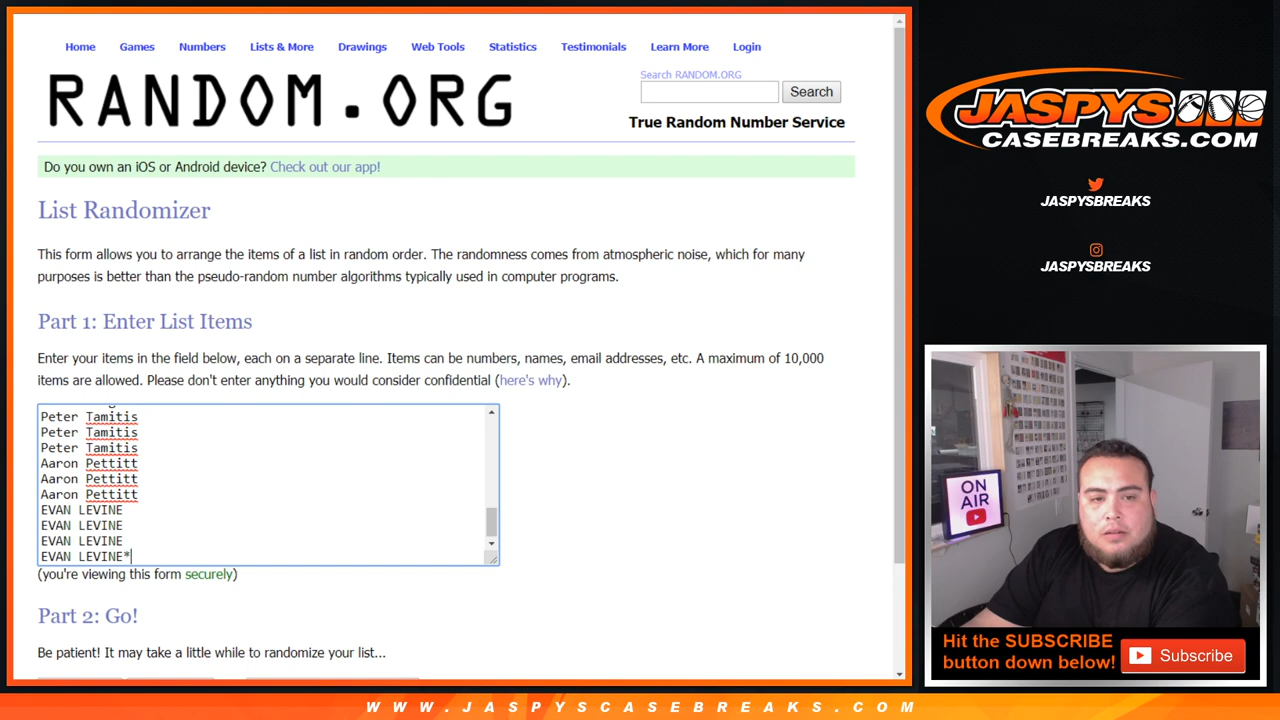 Home Games Numbers Lists & More Drawings Web Tools Statistics Testimonials Learn More Login
RANDOM.ORG
Search RANDOM.ORG
Search
True Random Number Service
Do you own an iOS or Android device? Check out our app!
List Randomizer
This form allows you to arrange the items of a list in random order. The randomness comes from atmospheric noise, which for many
purposes is better than the pseudo-random number algorithms typically used in computer programs.
Part 1: Enter List Items
Enter your items in the field below, each on a separate line. Items can be numbers, names, email addresses, etc. A maximum of 10,000
items are allowed. Please don't enter anything you would consider confidential (here's why).
Peter Tamitis
Peter Tamitis
Peter Tamitis
Aaron Pettitt
Aaron Pettitt
Aaron Pettitt
EVAN LEVINE
EVAN LEVINE
EVAN LEVINE
EVAN LEVINE*
(you're viewing this form securely)
Part 2: Go!
Be patient! It may take a little while to randomize your list...
JASPYS
CASEBREAKS.COM
JASPYSBREAKS
JASPYSBREAKS
ON
AIR
Hit the SUBSCRIBE
button down below!
Subscribe
WWW.JASPYSCASEBREAKS.COM